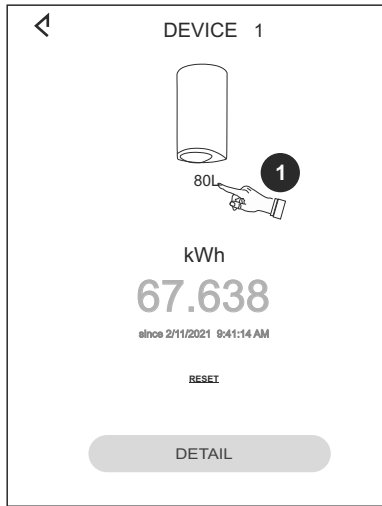 DEVICE 1
80L
1
kWh
67.638
since 2/11/2021 9:41:14 AM
RESET
DETAIL